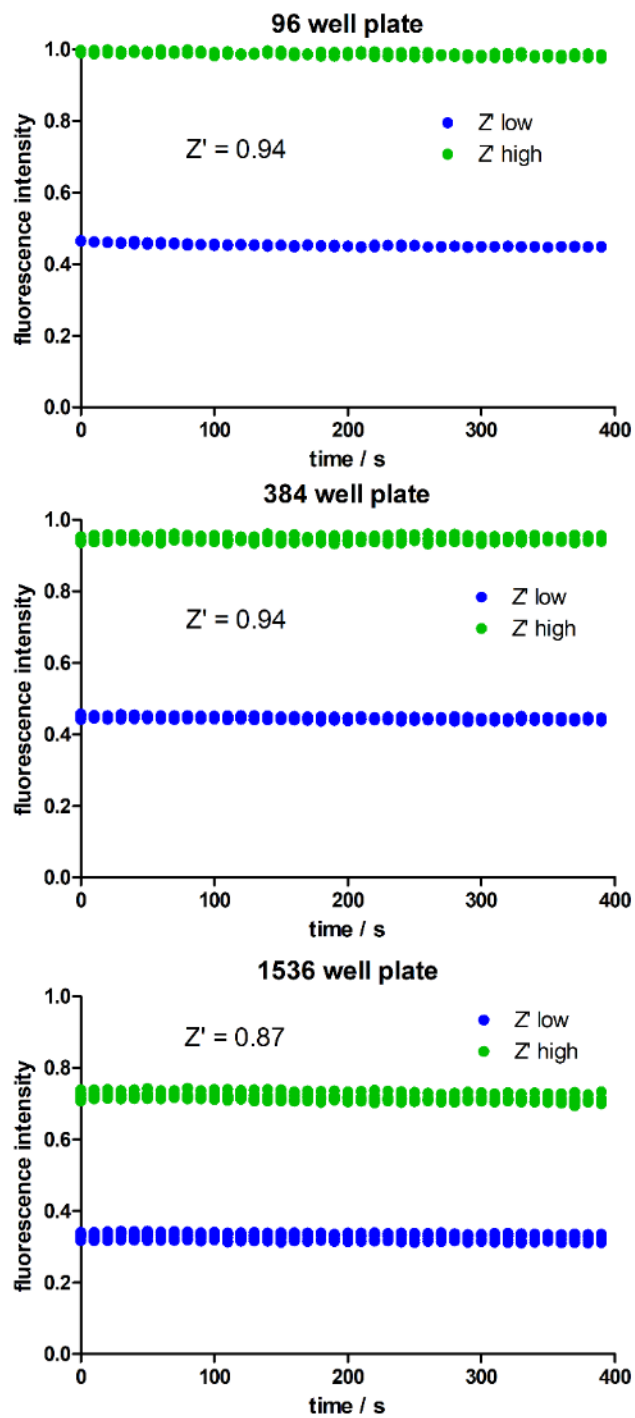 96 well plate
fluorescence intensity
1.0
0.8
0.6
0.4
0.2
0.0
Z' = 0.94
Z' low
Z' high
0 100 200 300 400
time / s
384 well plate
fluorescence intensity
1.0
0.8
0.6
0.4
0.2
0.0
Z' = 0.94
Z' low
Z' high
0 100 200 300 400
time / s
1536 well plate
fluorescence intensity
1.0
0.8
0.6
0.4
0.2
0.0
Z' = 0.87
Z' low
Z' high
0 100 200 300 400
time / s